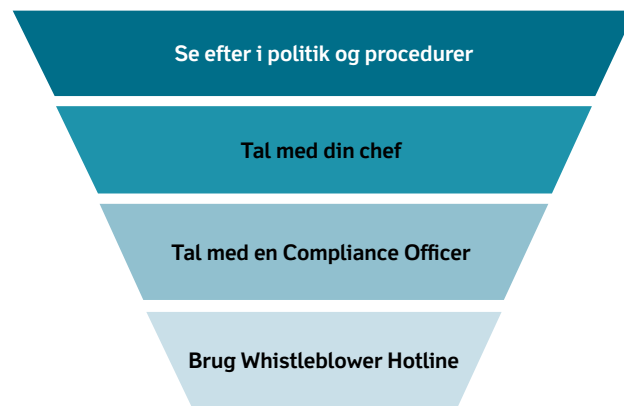 Se efter i politik og procedurer
Tal med din chef
Tal med en Compliance Officer
Brug Whistleblower Hotline